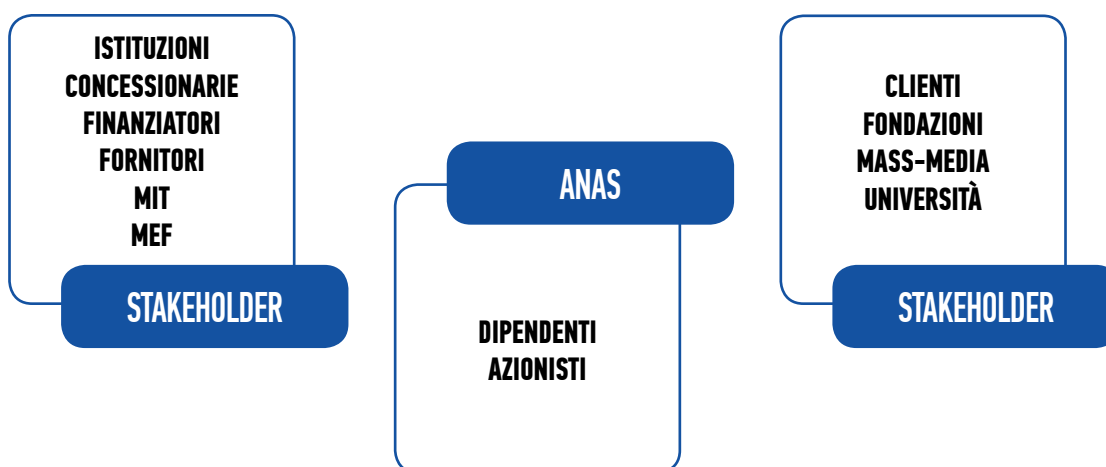 ISTITUZIONI
CONCESSIONARIE
FINANZIATORI
FORNITORI
MIT
MEF
STAKEHOLDER
ANAS
DIPENDENTI
AZIONISTI
CLIENTI
FONDAZIONI
MASS-MEDIA
UNIVERSITÀ
STAKEHOLDER